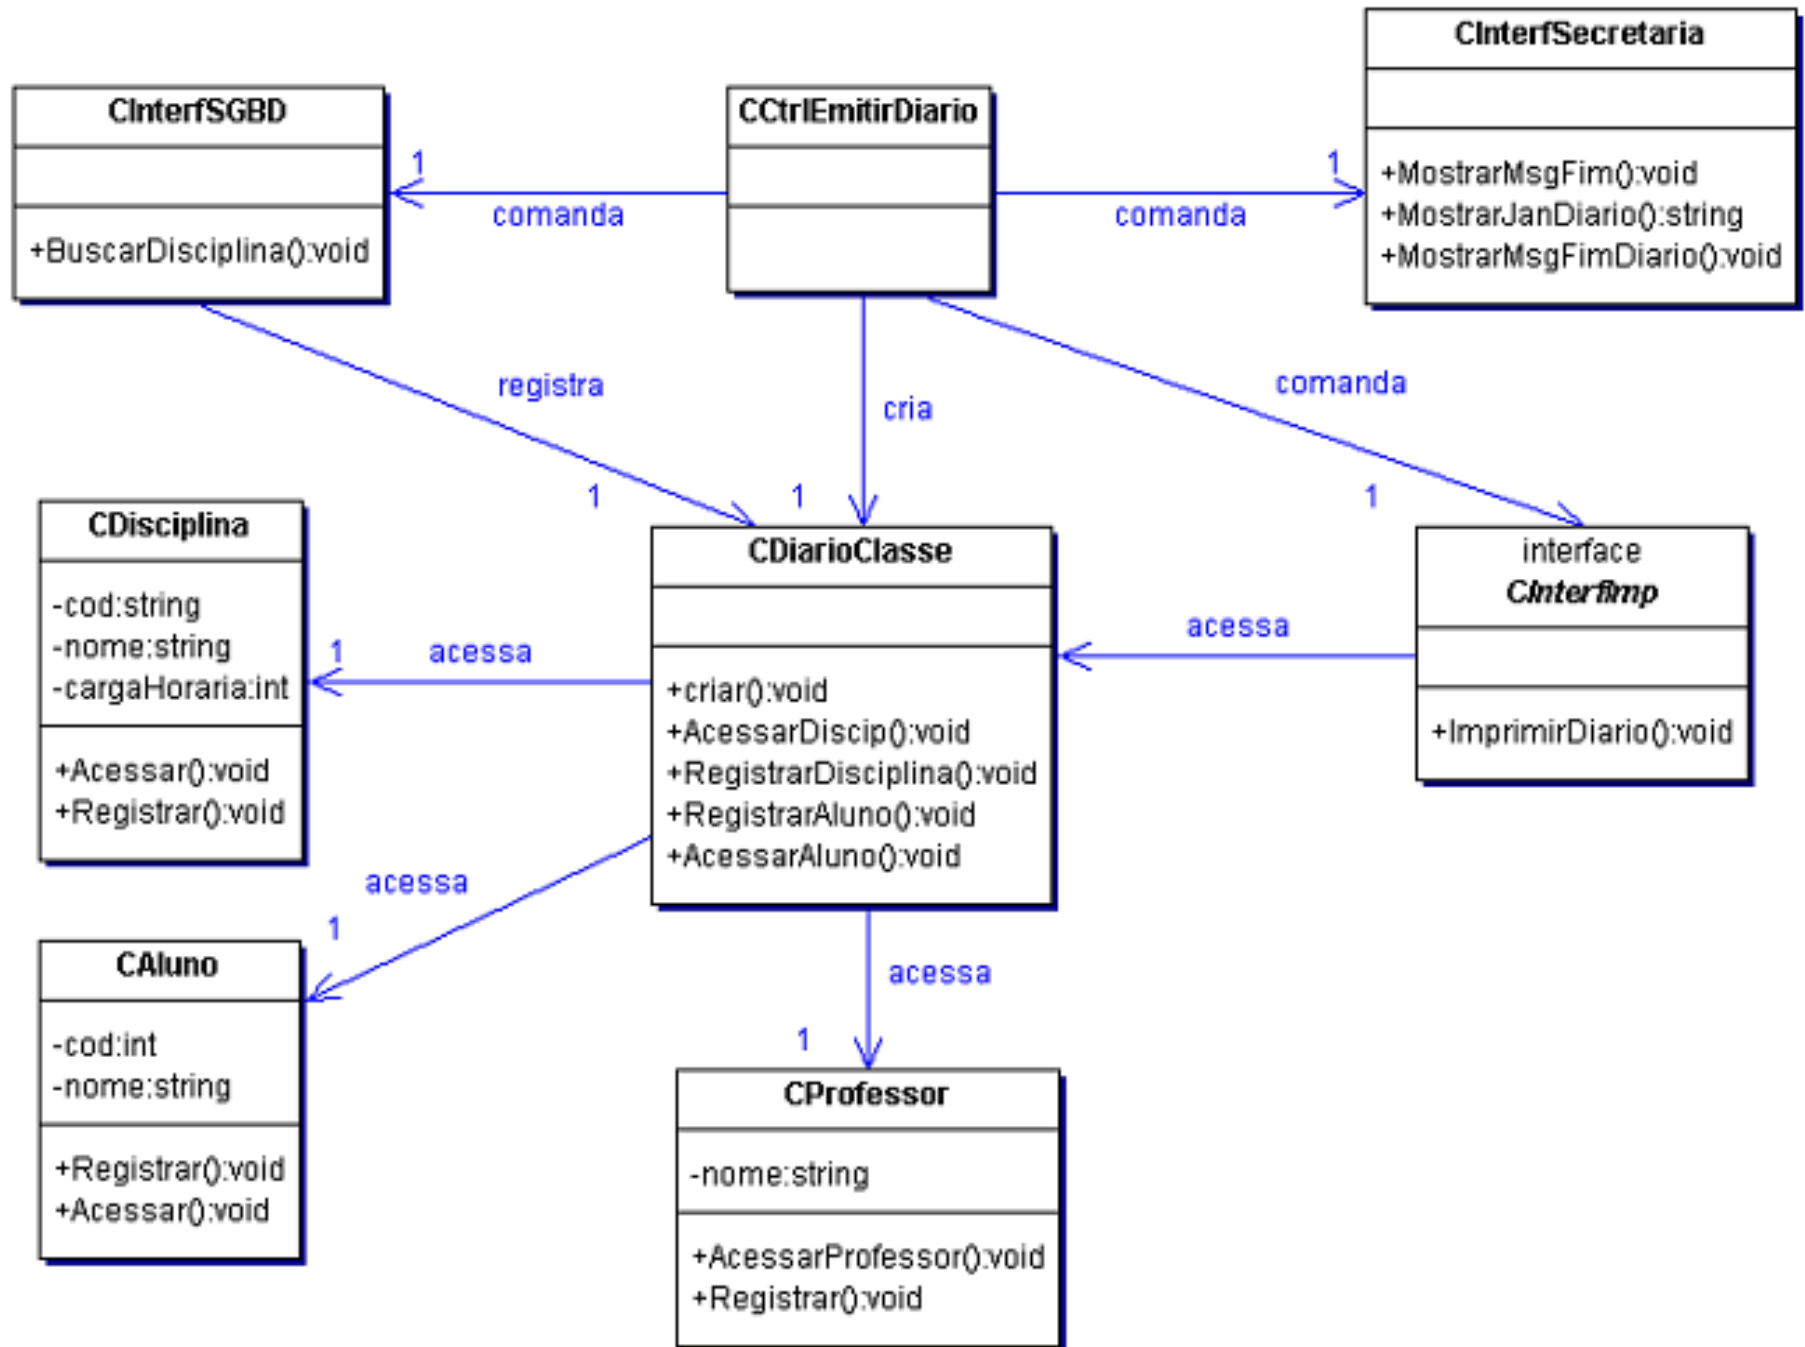 CInterfSGBD
+BuscarDisciplina():void
CCtrlEmitirDiario
CInterfSecretaria
+MostrarMsgFim():void
+MostrarJanDiario():string
+MostrarMsgFimDiario():void
1
comanda
1
comanda
registra
1
cria
1
comanda
1
CDisciplina
-cod:string
-nome:string
-cargaHoraria:int
+Acessar():void
+Registrar():void
1
acessa
CDiarioClasse
+criar():void
+AcessarDiscip():void
+RegistrarDisciplina():void
+RegistrarAluno():void
+AcessarAluno():void
acessa
interface
CInterfImp
+ImprimirDiario():void
acessa
1
CAluno
-cod:int
-nome:string
+Registrar():void
+Acessar():void
acessa
1
CProfessor
-nome:string
+AcessarProfessor():void
+Registrar():void